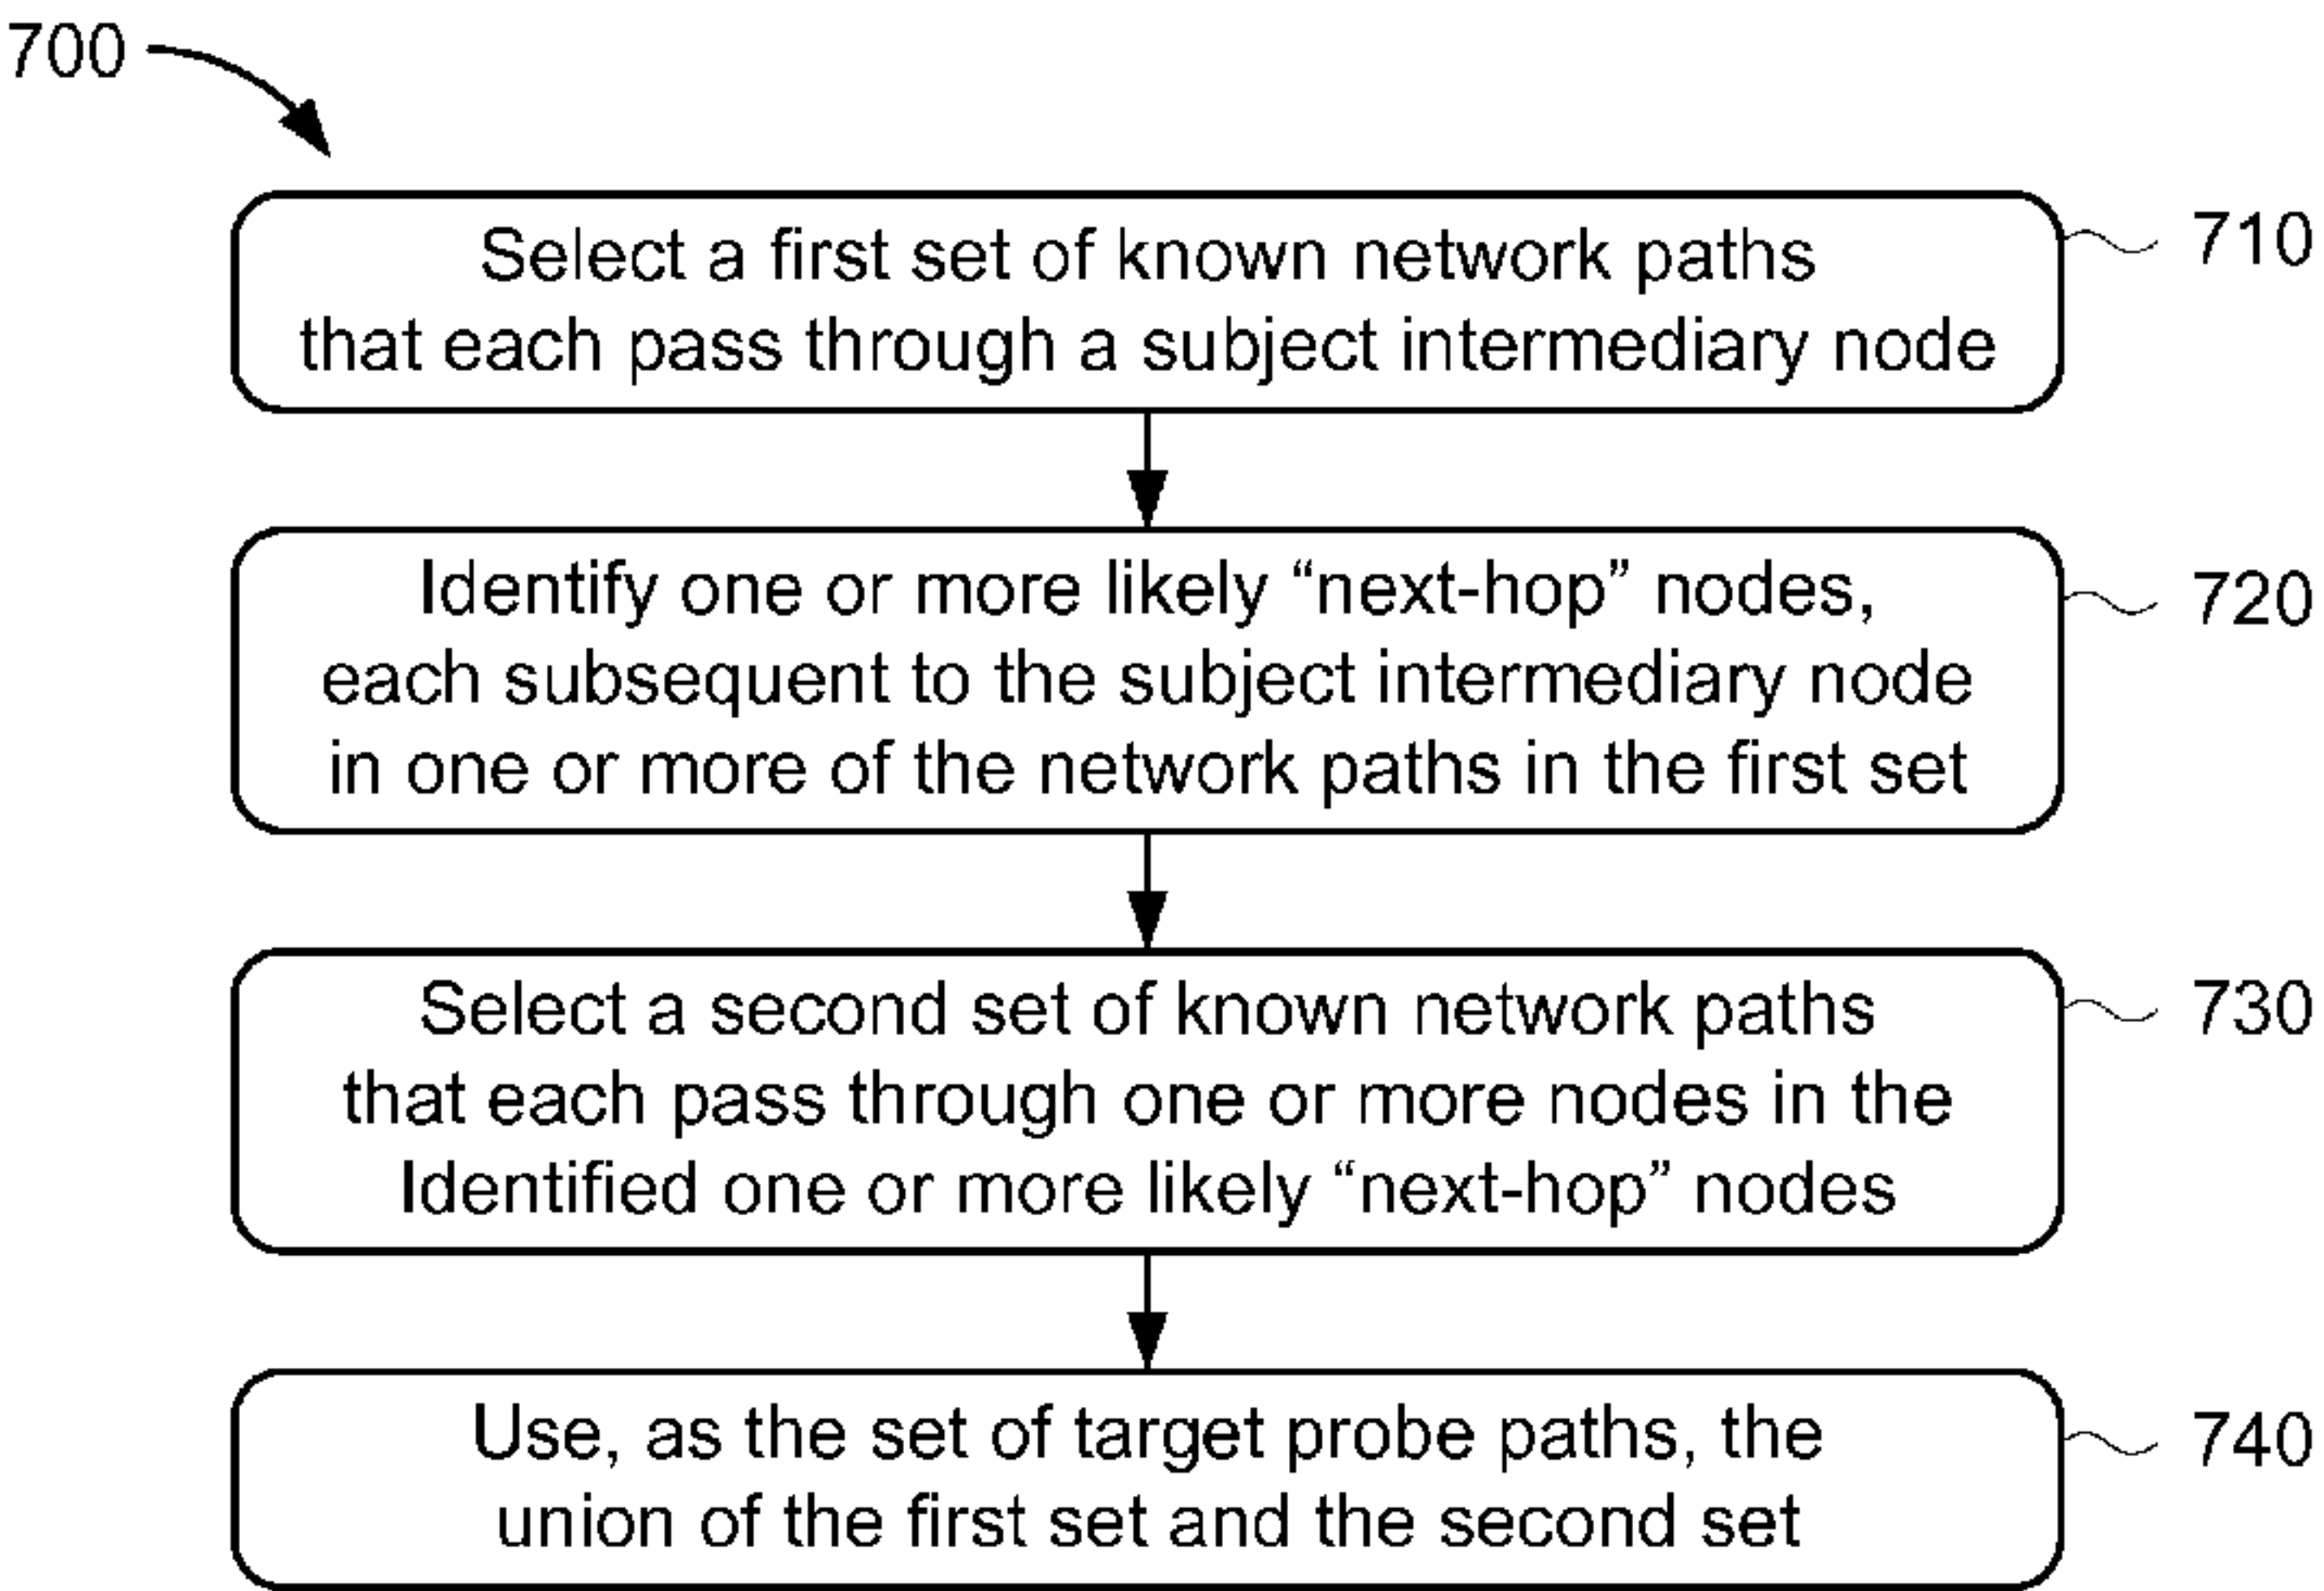 700
Select a first set of known network paths
that each pass through a subject intermediary node
710
Identify one or more likely “next-hop” nodes,
each subsequent to the subject intermediary node
in one or more of the network paths in the first set
720
Select a second set of known network paths
that each pass through one or more nodes in the
Identified one or more likely “next-hop” nodes
730
Use, as the set of target probe paths, the
union of the first set and the second set
740